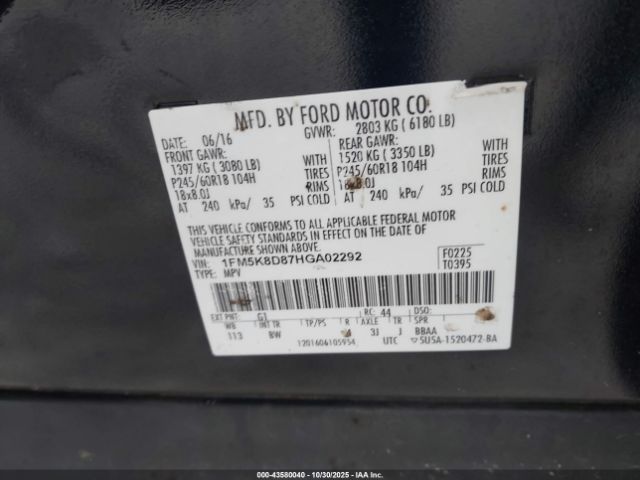 MFD. BY FORD MOTOR CO.
DATE: 06/16 GVWR: 2803 KG ( 6180 LB)
FRONT GAWR: REAR GAWR:
1397 KG ( 3080 LB) WITH 1520 KG ( 3350 LB) WITH
P245/60R18 104H TIRES P245/60R18 104H TIRES
18x8.0J RIMS 18x8.0J RIMS
AT 240 kPa/ 35 PSI COLD AT 240 kPa/ 35 PSI COLD
THIS VEHICLE CONFORMS TO ALL APPLICABLE FEDERAL MOTOR
VEHICLE SAFETY STANDARDS IN EFFECT ON THE DATE OF
MANUFACTURE SHOWN ABOVE.
VIN: 1FM5K8D87HGA02292 F0225
TYPE: MPV T0395
EXT PNT: G1 RC: 44 DSO:
WB INT TR TP/PS R AXLE TR SPR
113 BW 3J J BBAA
1201606105954 UTC 5U5A-1520472-BA
000-43580040 - 10/30/2025 - IAAI.COM